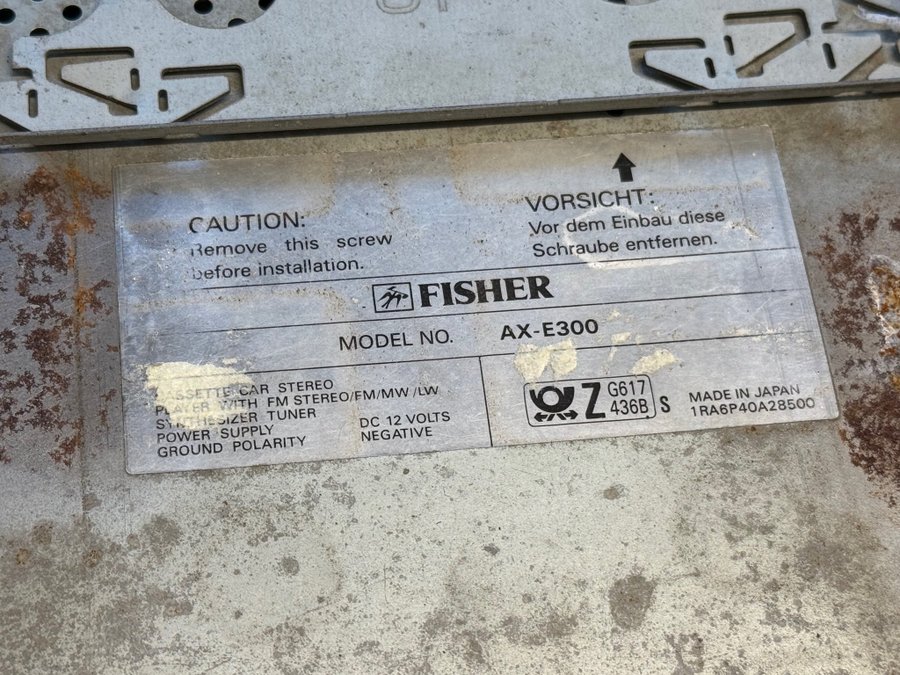 CAUTION:
Remove this screw
before installation.
VORSICHT:
Vor dem Einbau diese
Schraube entfernen.
FISHER
MODEL NO. AX-E300
CASSETTE CAR STEREO
PLAYER WITH FM STEREO/FM/MW/LW
SYNTHESIZER TUNER
POWER SUPPLY DC 12 VOLTS
GROUND POLARITY NEGATIVE
Z G617
436B S
MADE IN JAPAN
1RA6P40A28500